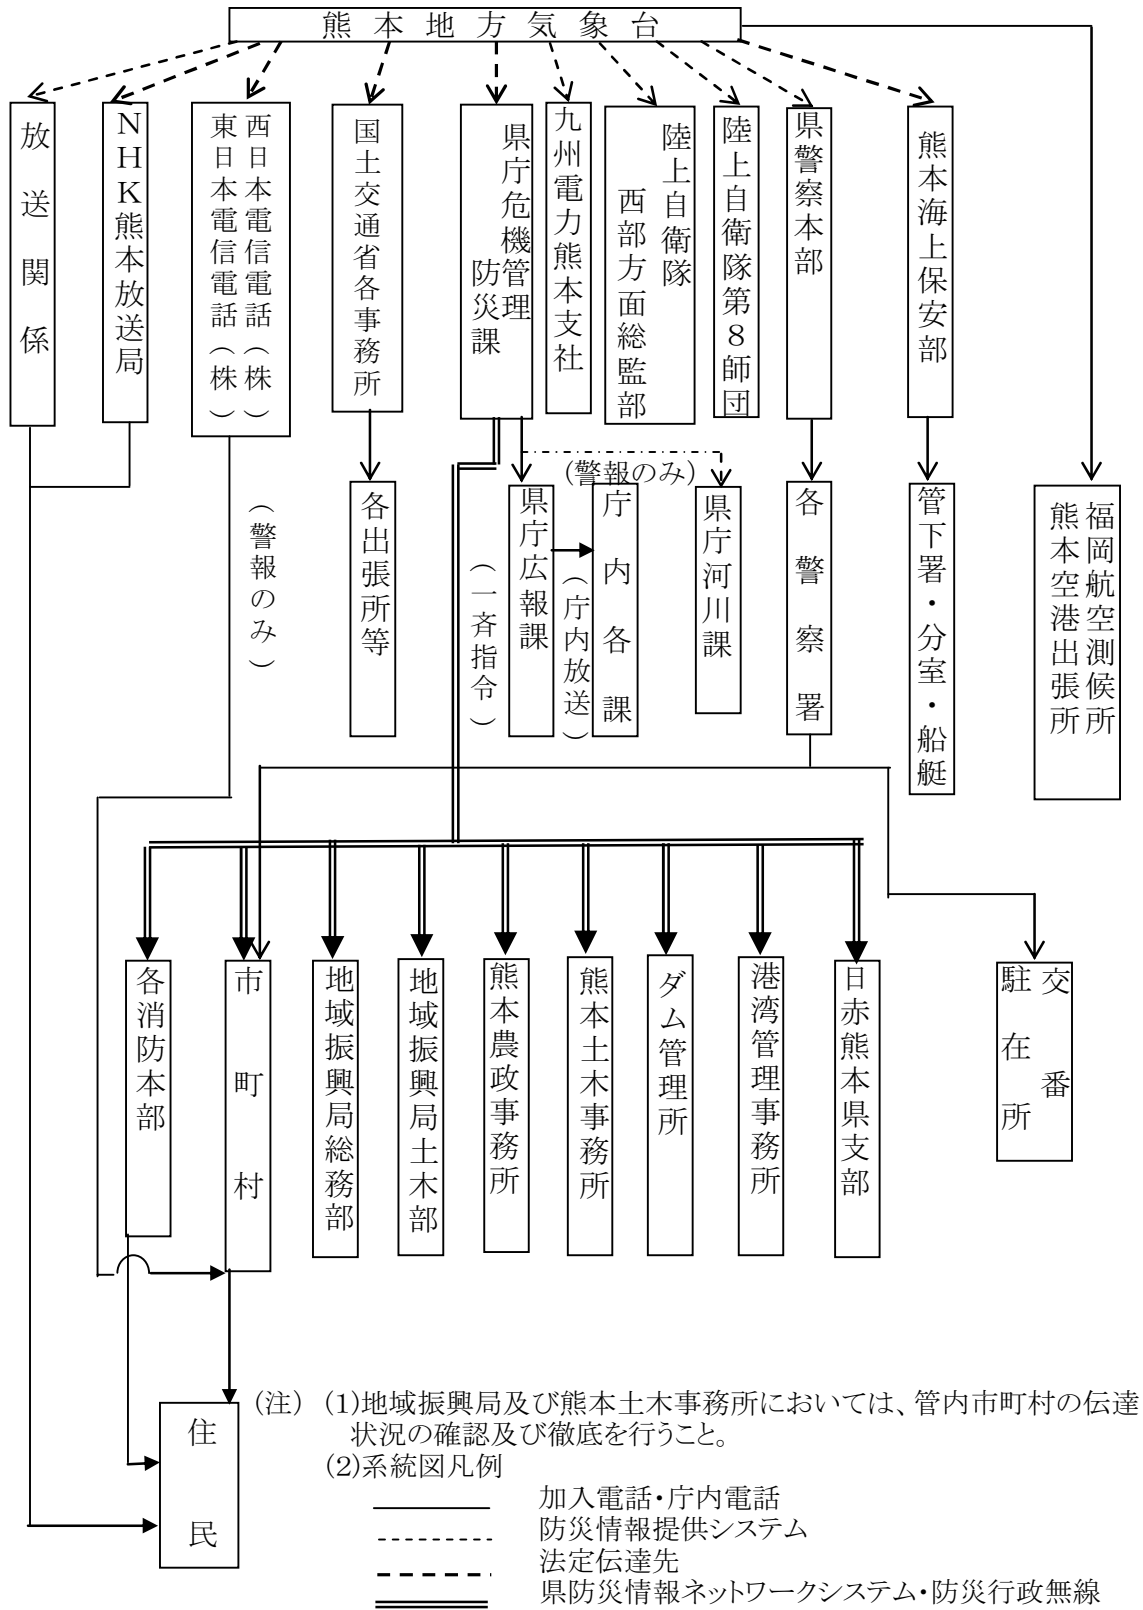 熊本地方気象台
放送関係
NHK熊本放送局
西日本電信電話（株）
東日本電信電話（株）
国土交通省各事務所
県庁危機管理
防災課
九州電力熊本支社
陸上自衛隊
西部方面総監部
陸上自衛隊第８師団
県警察本部
熊本海上保安部
（警報のみ）
各出張所等
（一斉指令）
県庁広報課
（庁内放送）
(警報のみ)
庁内各課
県庁河川課
各警察署
管下署・分室・船艇
福岡航空測候所
熊本空港出張所
各消防本部
市町村
地域振興局総務部
地域振興局土木部
熊本農政事務所
熊本土木事務所
ダム管理所
港湾管理事務所
日赤熊本県支部
交番
駐在所
住民
(注) (1)地域振興局及び熊本土木事務所においては、管内市町村の伝達
状況の確認及び徹底を行うこと。
(2)系統図凡例
加入電話・庁内電話
防災情報提供システム
法定伝達先
県防災情報ネットワークシステム・防災行政無線